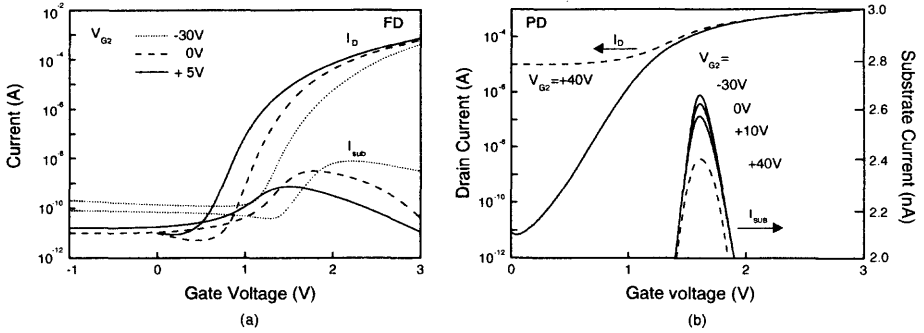 FD
V_G2
-30V
0V
+ 5V
I_D
I_sub
10^-2
10^-4
10^-6
10^-8
10^-10
10^-12
-1
0
1
2
3
Current (A)
Gate Voltage (V)
(a)
PD
I_D
V_G2=+40V
V_G2=
-30V
0V
+10V
+40V
I_SUB
10^-4
10^-6
10^-8
10^-10
10^-12
3.0
2.8
2.6
2.4
2.2
2.0
0
1
2
3
Drain Current (A)
Substrate Current (nA)
Gate voltage (V)
(b)